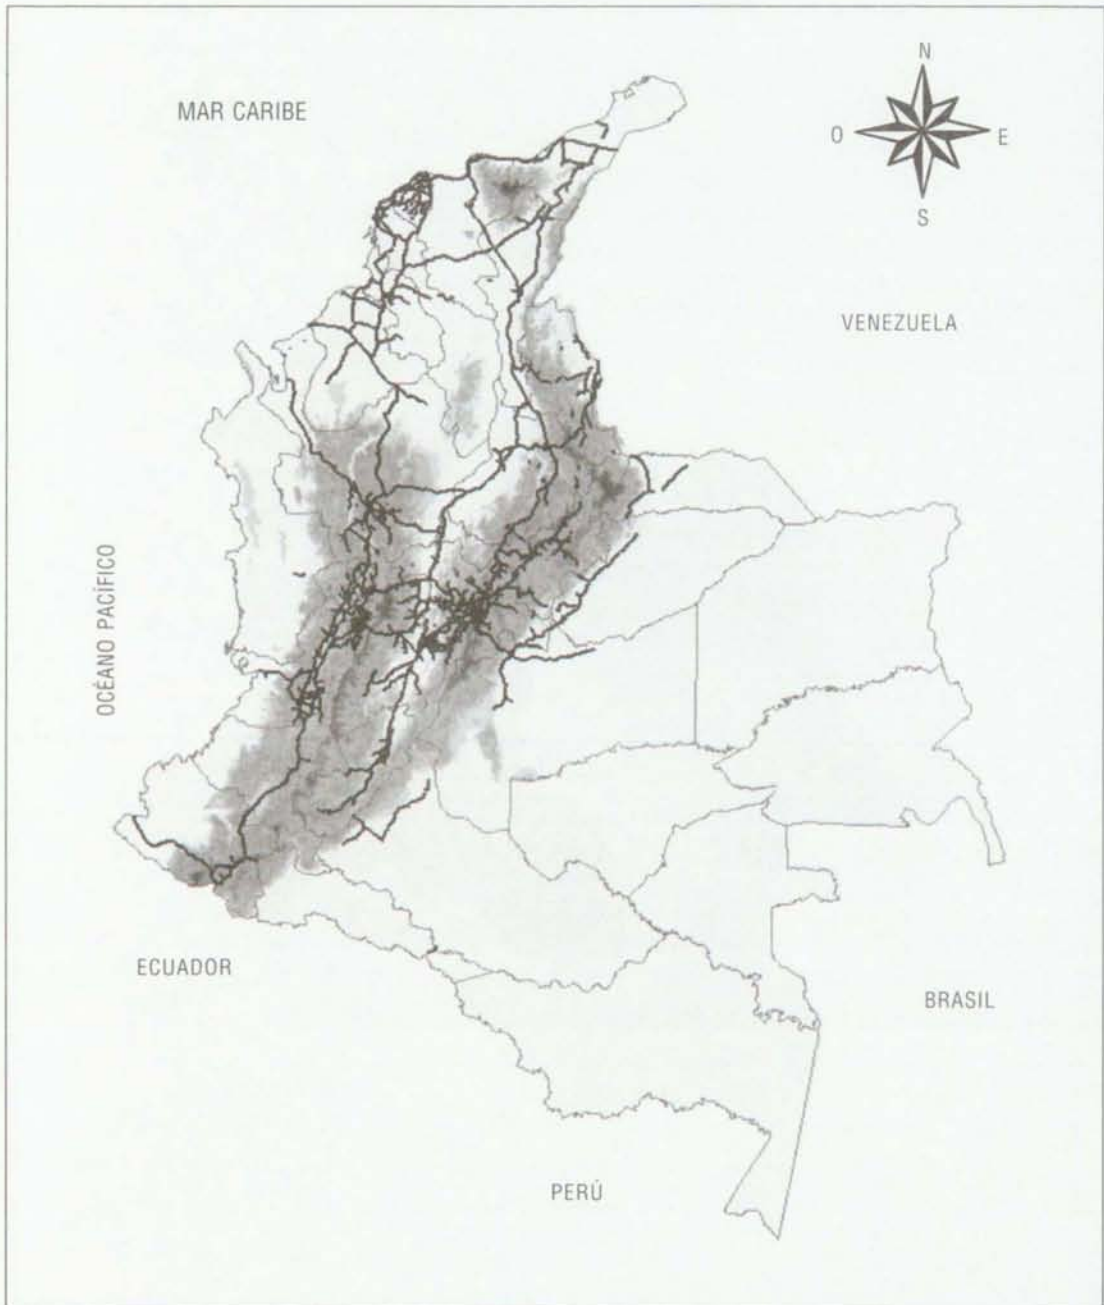 N
MAR CARIBE
O
E
S
VENEZUELA
OCÉANO PACÍFICO
ECUADOR
BRASIL
PERÚ